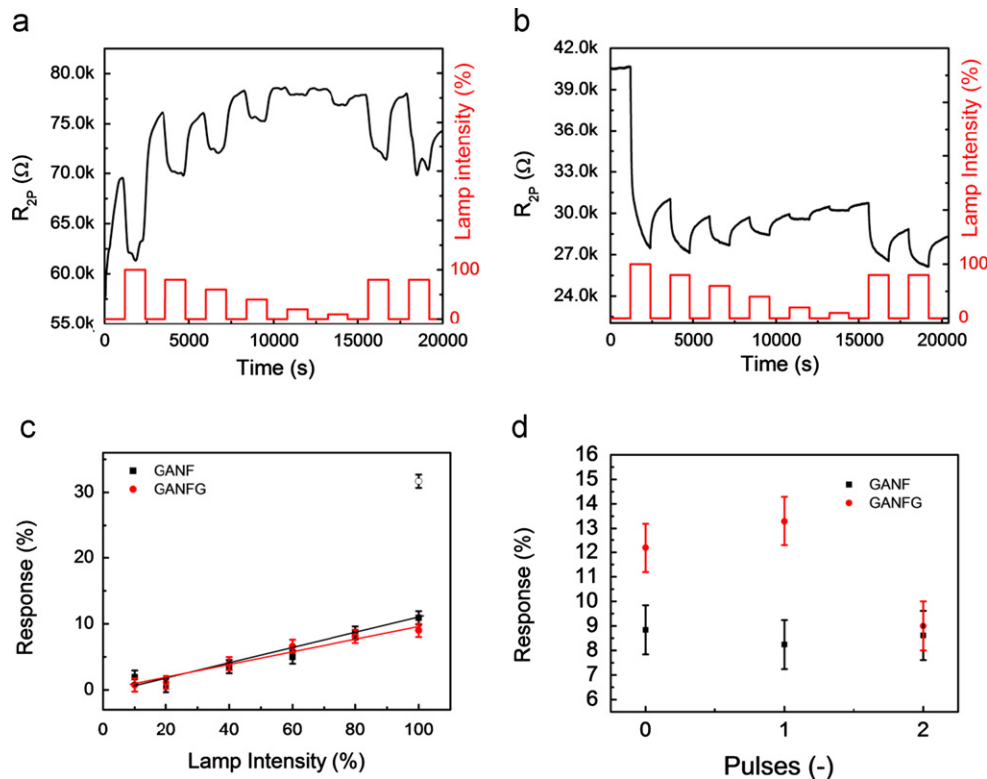 a
80.0k
75.0k
70.0k
65.0k
60.0k
55.0k
R2P (Ω)
Lamp intensity (%)
100
0
0 5000 10000 15000 20000
Time (s)
b
42.0k
39.0k
36.0k
33.0k
30.0k
27.0k
24.0k
R2P (Ω)
Lamp intensity (%)
100
0
0 5000 10000 15000 20000
Time (s)
c
GANF
GANFG
30
20
10
0
Response (%)
0 20 40 60 80 100
Lamp Intensity (%)
d
16
15
14
13
12
11
10
9
8
7
6
GANF
GANFG
Response (%)
0 1 2
Pulses (-)